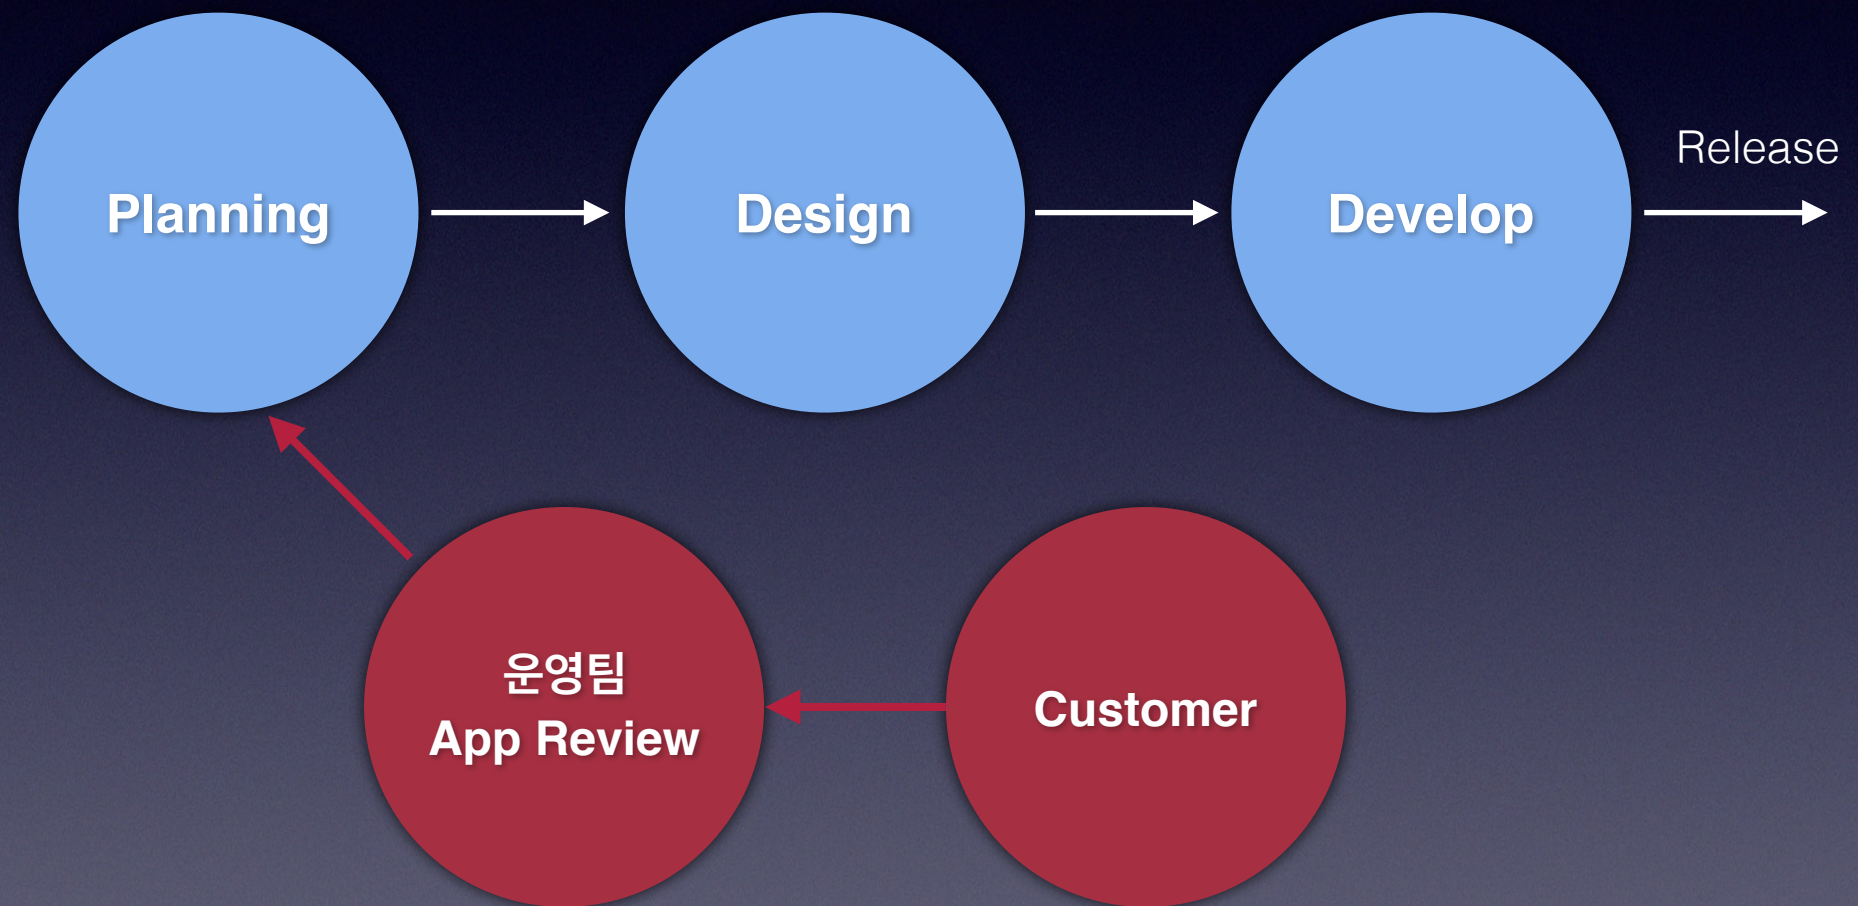 Planning
Design
Develop
Release
운영팀
App Review
Customer